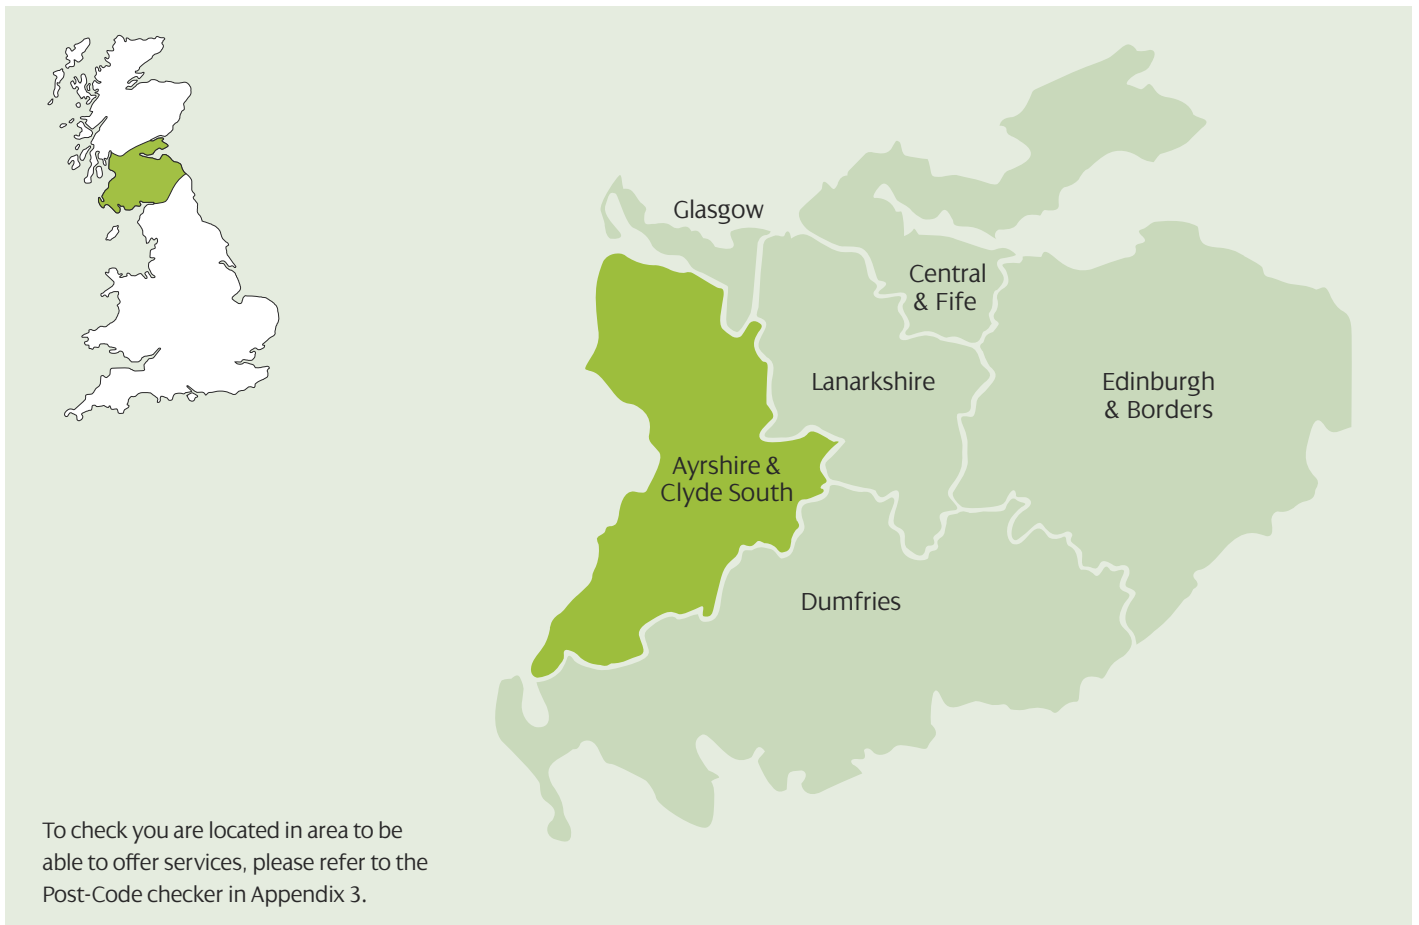 Glasgow
Central
& Fife
Lanarkshire
Edinburgh
& Borders
Ayrshire &
Clyde South
Dumfries
To check you are located in area to be
able to offer services, please refer to the
Post-Code checker in Appendix 3.